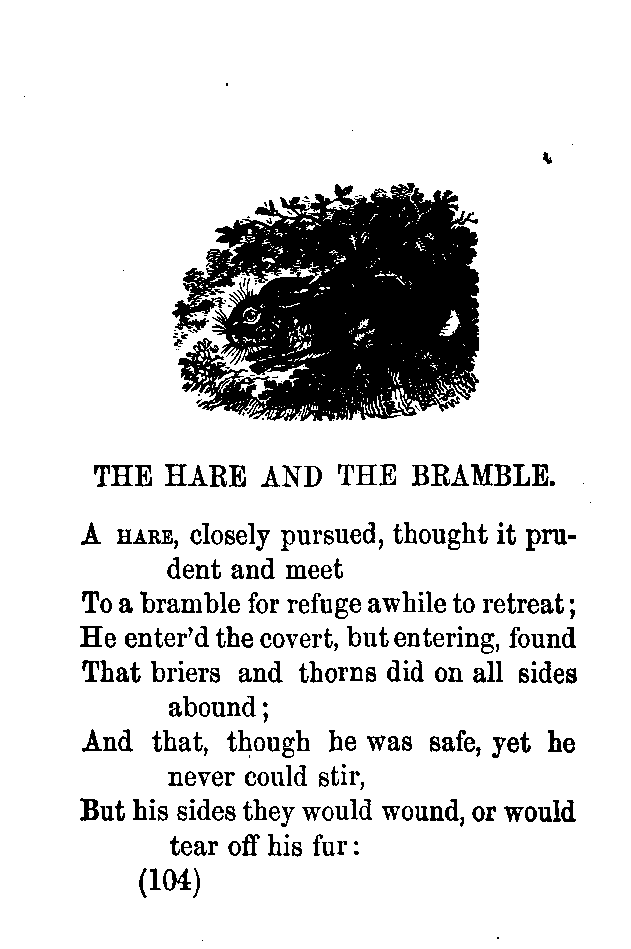 THE HARE AND THE BRAMBLE.
A HARE, closely pursued, thought it pru-
dent and meet
To a bramble for refuge awhile to retreat;
He enter'd the covert, but entering, found
That briers and thorns did on all sides
abound;
And that, though he was safe, yet he
never could stir,
But his sides they would wound, or would
tear off his fur:
(104)